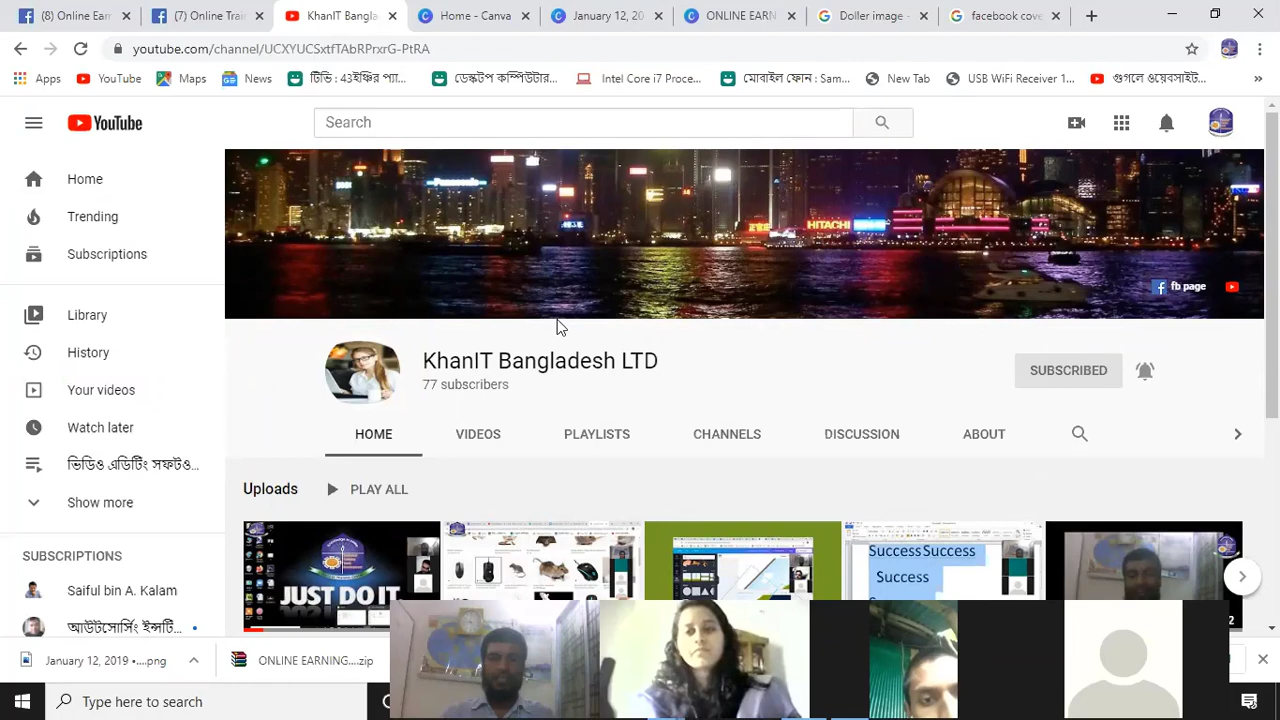 (8) Online Earn
(7) Online Train
KhanIT Bangla
Home - Canva
January 12, 20
ONLINE EARN
Doller image -
facebook cove
youtube.com/channel/UCXYUCSxtfTAbRPrxrG-PtRA
Apps
YouTube
Maps
News
টিভি : 43ইঞ্চির প্যা...
ডেস্কটপ কম্পিউটার...
Intel Core i7 Proce...
মোবাইল ফোন : Sam...
New Tab
USB WiFi Receiver 1...
গুগলে ওয়েবসাইট...
YouTube
Search
Home
Trending
Subscriptions
Library
History
Your videos
Watch later
ভিডিও এডিটিং সফটও...
Show more
SUBSCRIPTIONS
Saiful bin A. Kalam
আউটসোর্সিং ইন্সটি...
Panasonic
HITACHI
fb page
KhanIT Bangladesh LTD
77 subscribers
SUBSCRIBED
HOME
VIDEOS
PLAYLISTS
CHANNELS
DISCUSSION
ABOUT
Uploads
PLAY ALL
JUST DO IT
Success Success
Success
January 12, 2019 •....png
ONLINE EARNING....zip
Type here to search